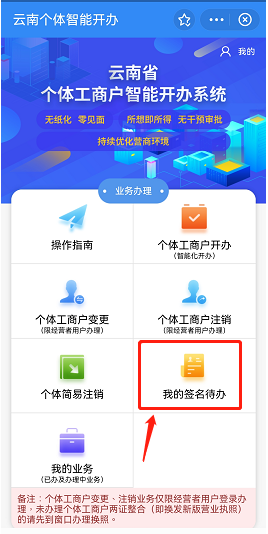 云南个体智能开办
我的
云南省
个体工商户智能开办系统
无纸化 零见面 所想即所得 无干预审批
持续优化营商环境
业务办理
操作指南
个体工商户开办
(智能化开办)
个体工商户变更
(限经营者用户办理)
个体工商户注销
(限经营者用户办理)
个体简易注销
我的签名待办
我的业务
(已办及办理中业务)
备注：个体工商户变更、注销业务仅限经营者用户登录办
理，未办理个体工商户两证整合（即换发新版营业执照）
的请先到窗口办理换照。